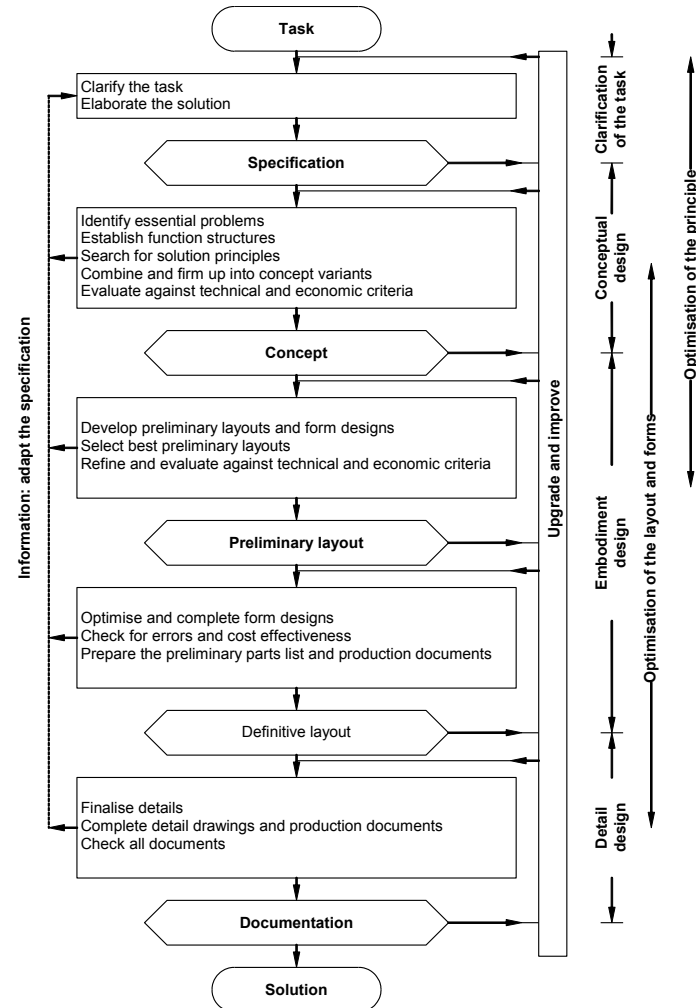 Task
Clarify the task
Elaborate the solution
Specification
Identify essential problems
Establish function structures
Search for solution principles
Combine and firm up into concept variants
Evaluate against technical and economic criteria
Concept
Develop preliminary layouts and form designs
Select best preliminary layouts
Refine and evaluate against technical and economic criteria
Preliminary layout
Optimise and complete form designs
Check for errors and cost effectiveness
Prepare the preliminary parts list and production documents
Definitive layout
Finalise details
Complete detail drawings and production documents
Check all documents
Documentation
Solution
Information: adapt the specification
Upgrade and improve
Clarification
of the task
Conceptual
design
Embodiment
design
Detail
design
Optimisation of the layout and forms
Optimisation of the principle